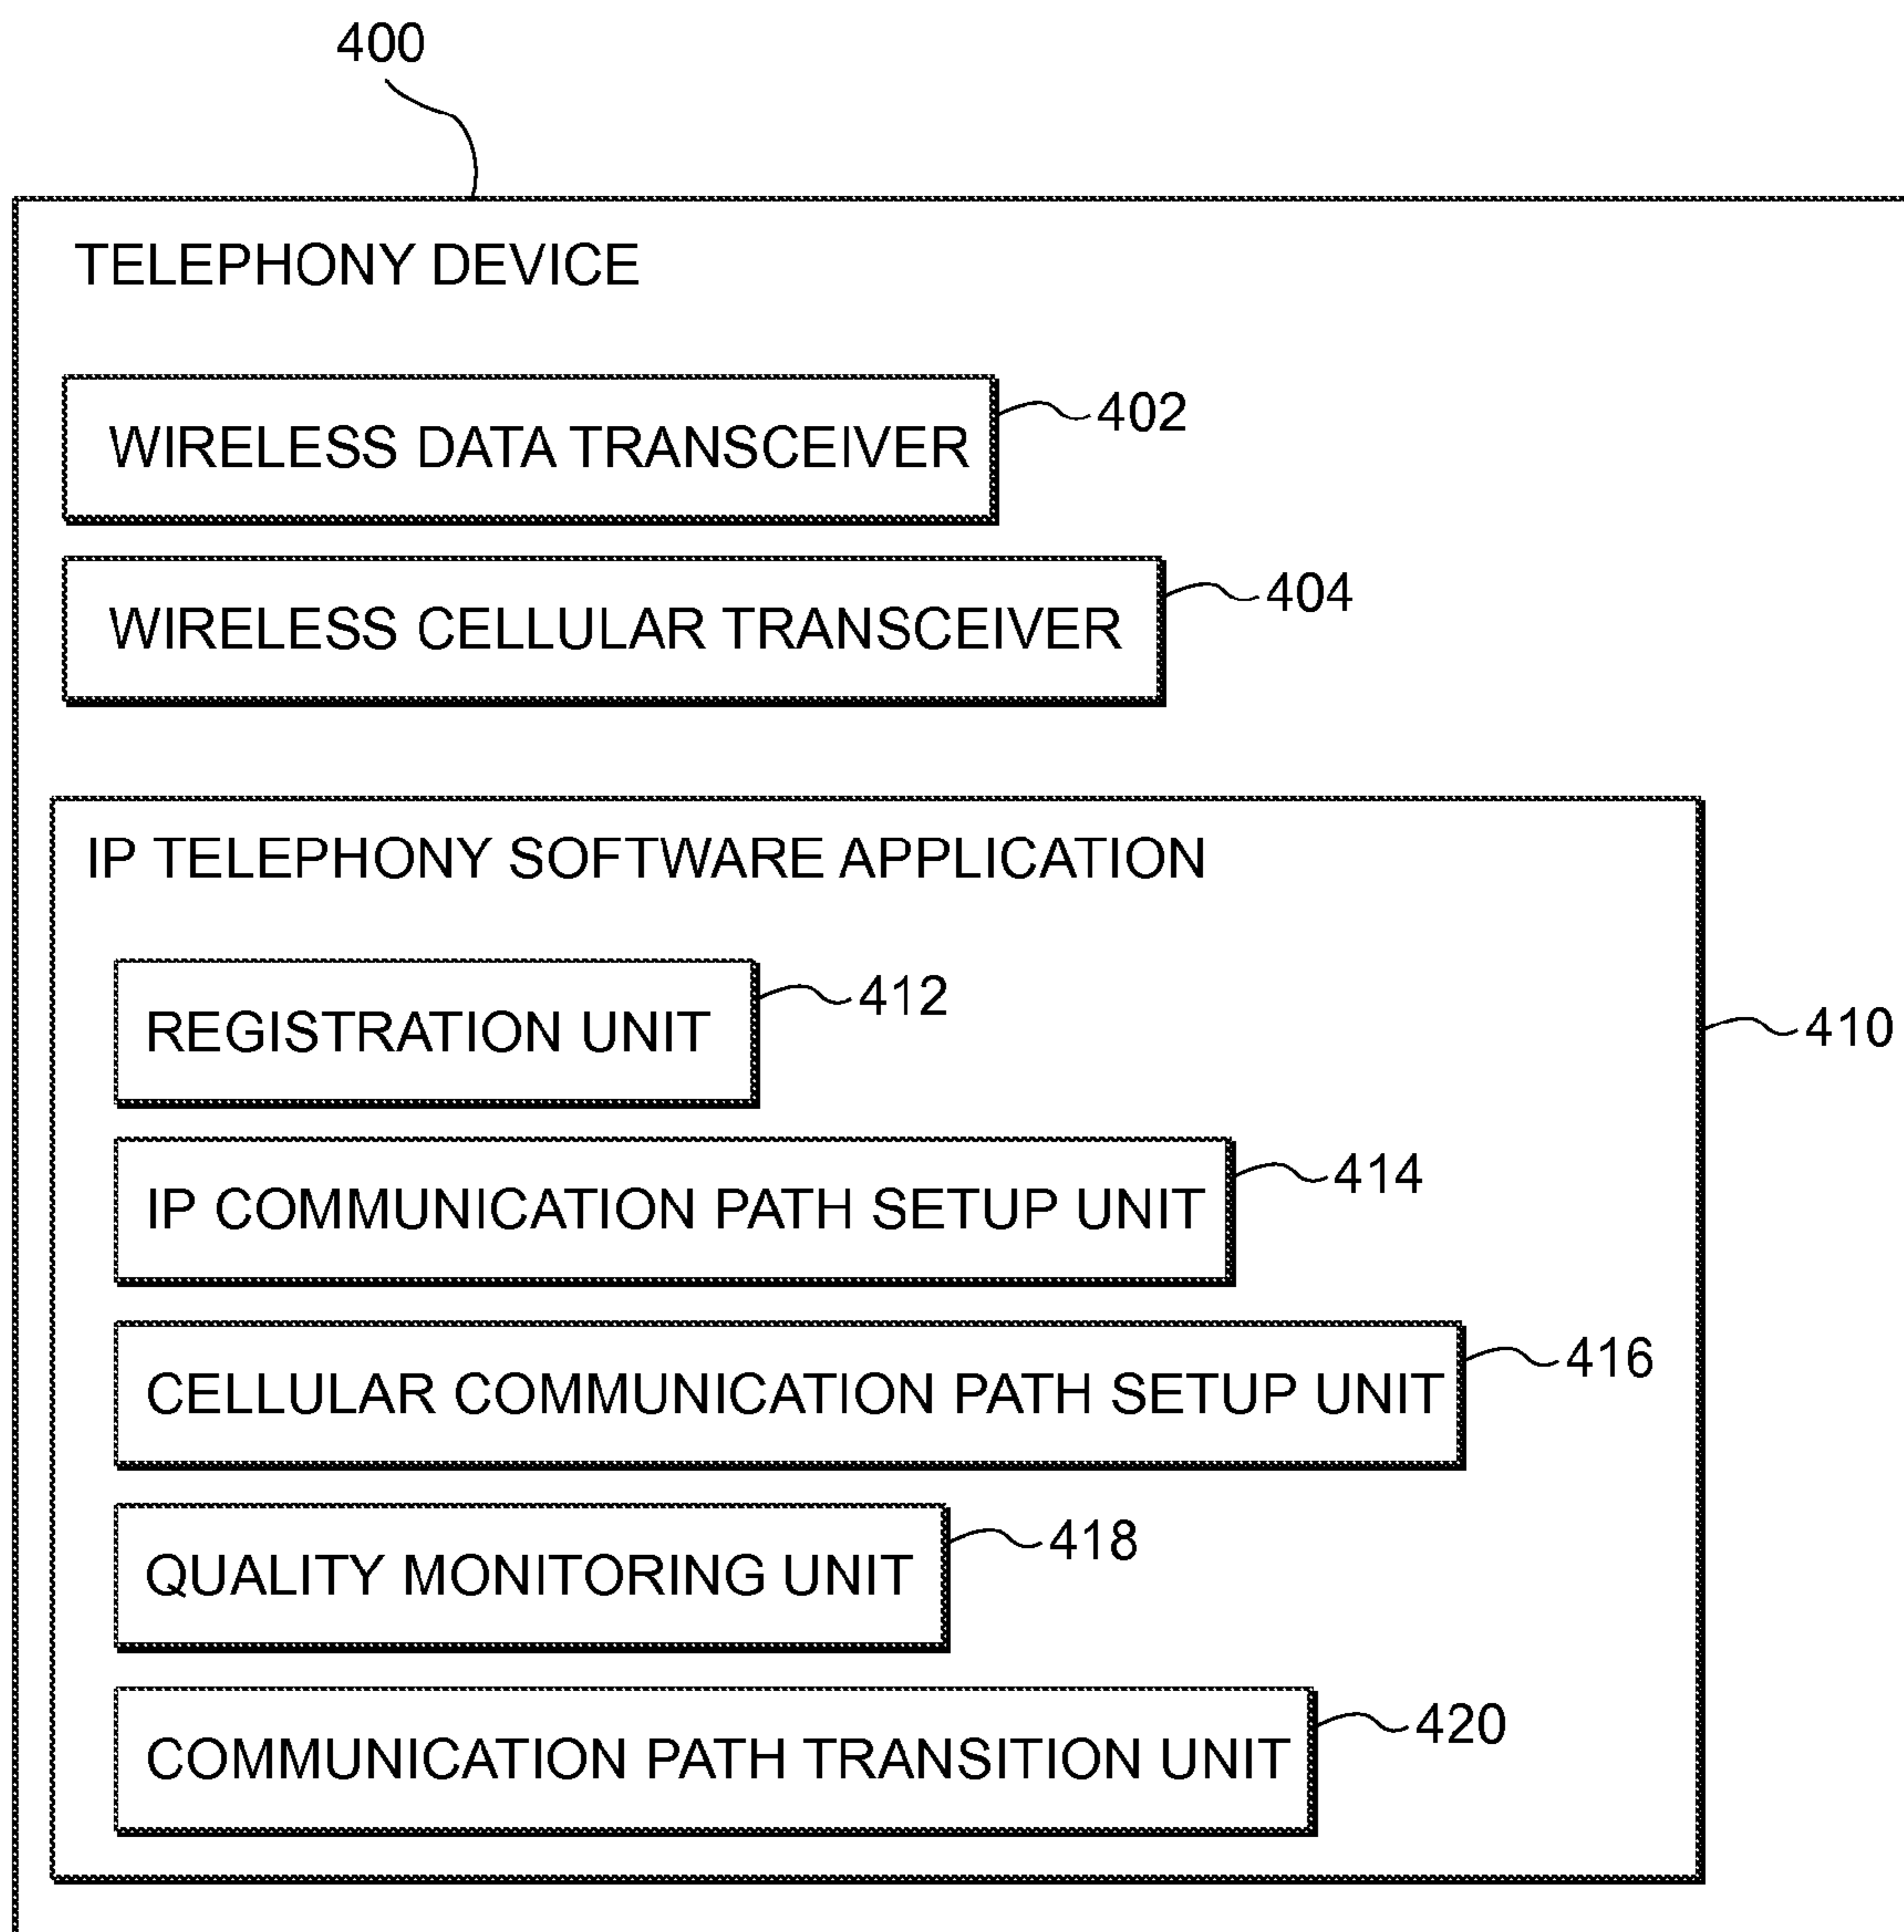 400
TELEPHONY DEVICE
WIRELESS DATA TRANSCEIVER
402
WIRELESS CELLULAR TRANSCEIVER
404
IP TELEPHONY SOFTWARE APPLICATION
REGISTRATION UNIT
412
410
IP COMMUNICATION PATH SETUP UNIT
414
CELLULAR COMMUNICATION PATH SETUP UNIT
416
QUALITY MONITORING UNIT
418
COMMUNICATION PATH TRANSITION UNIT
420